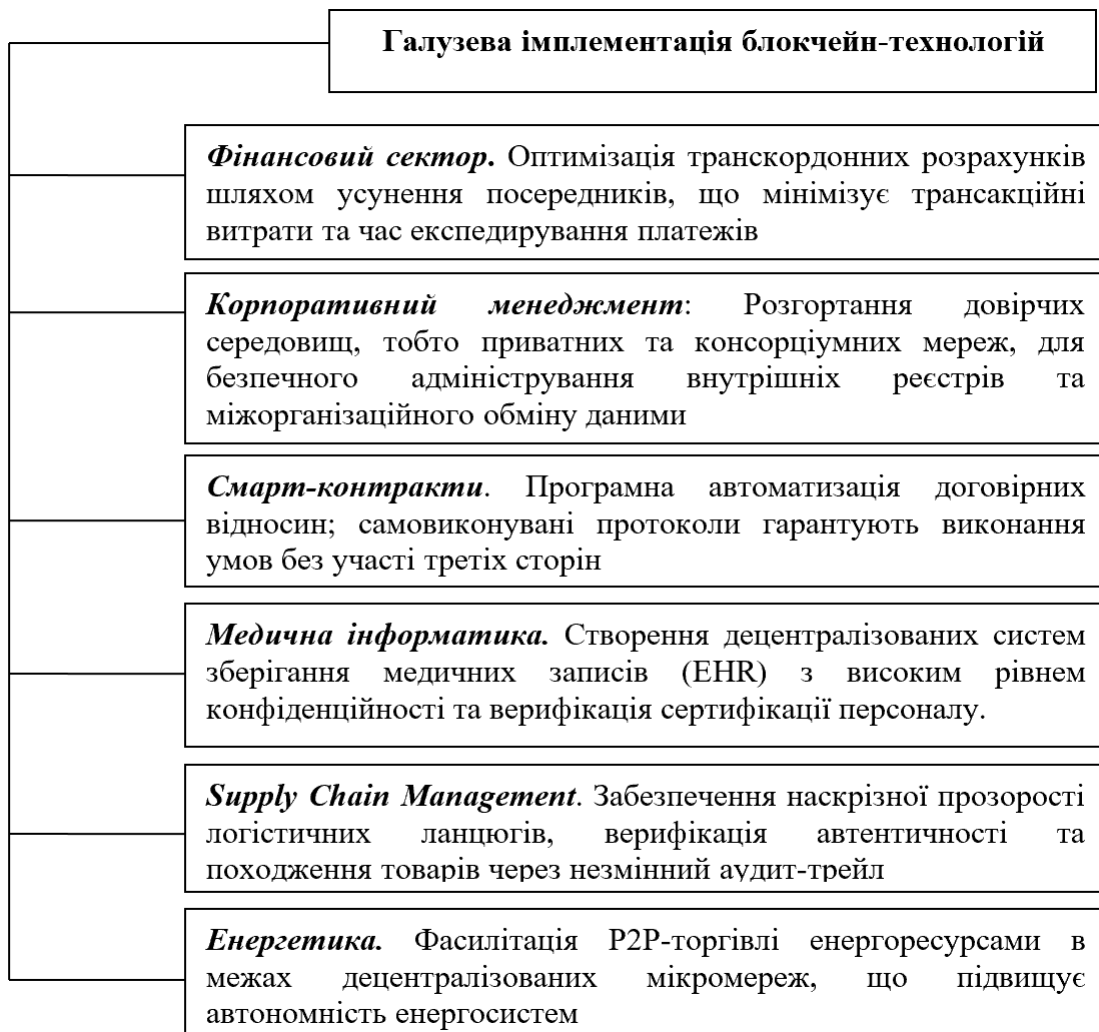 Галузева імплементація блокчейн-технологій
Фінансовий сектор. Оптимізація транскордонних розрахунків
шляхом усунення посередників, що мінімізує трансакційні
витрати та час експедирування платежів
Корпоративний менеджмент: Розгортання довірчих
середовищ, тобто приватних та консорціумних мереж, для
безпечного адміністрування внутрішніх реєстрів та
міжорганізаційного обміну даними
Смарт-контракти. Програмна автоматизація договірних
відносин; самовиконувані протоколи гарантують виконання
умов без участі третіх сторін
Медична інформатика. Створення децентралізованих систем
зберігання медичних записів (EHR) з високим рівнем
конфіденційності та верифікація сертифікації персоналу.
Supply Chain Management. Забезпечення наскрізної прозорості
логістичних ланцюгів, верифікація автентичності та
походження товарів через незмінний аудит-трейл
Енергетика. Фасилітація P2P-торгівлі енергоресурсами в
межах децентралізованих мікромереж, що підвищує
автономність енергосистем